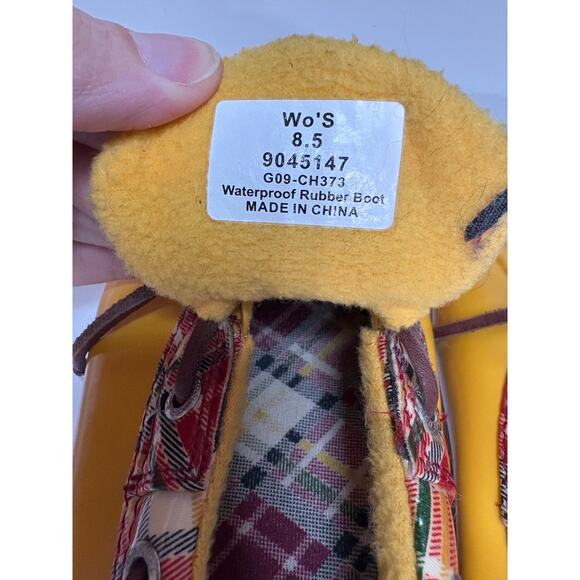 Wo'S
8.5
9045147
G09-CH373
Waterproof Rubber Boot
MADE IN CHINA